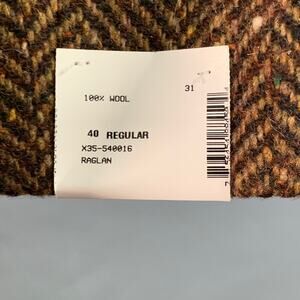 31
100% WOOL
40 REGULAR
X35-540016
RAGLAN